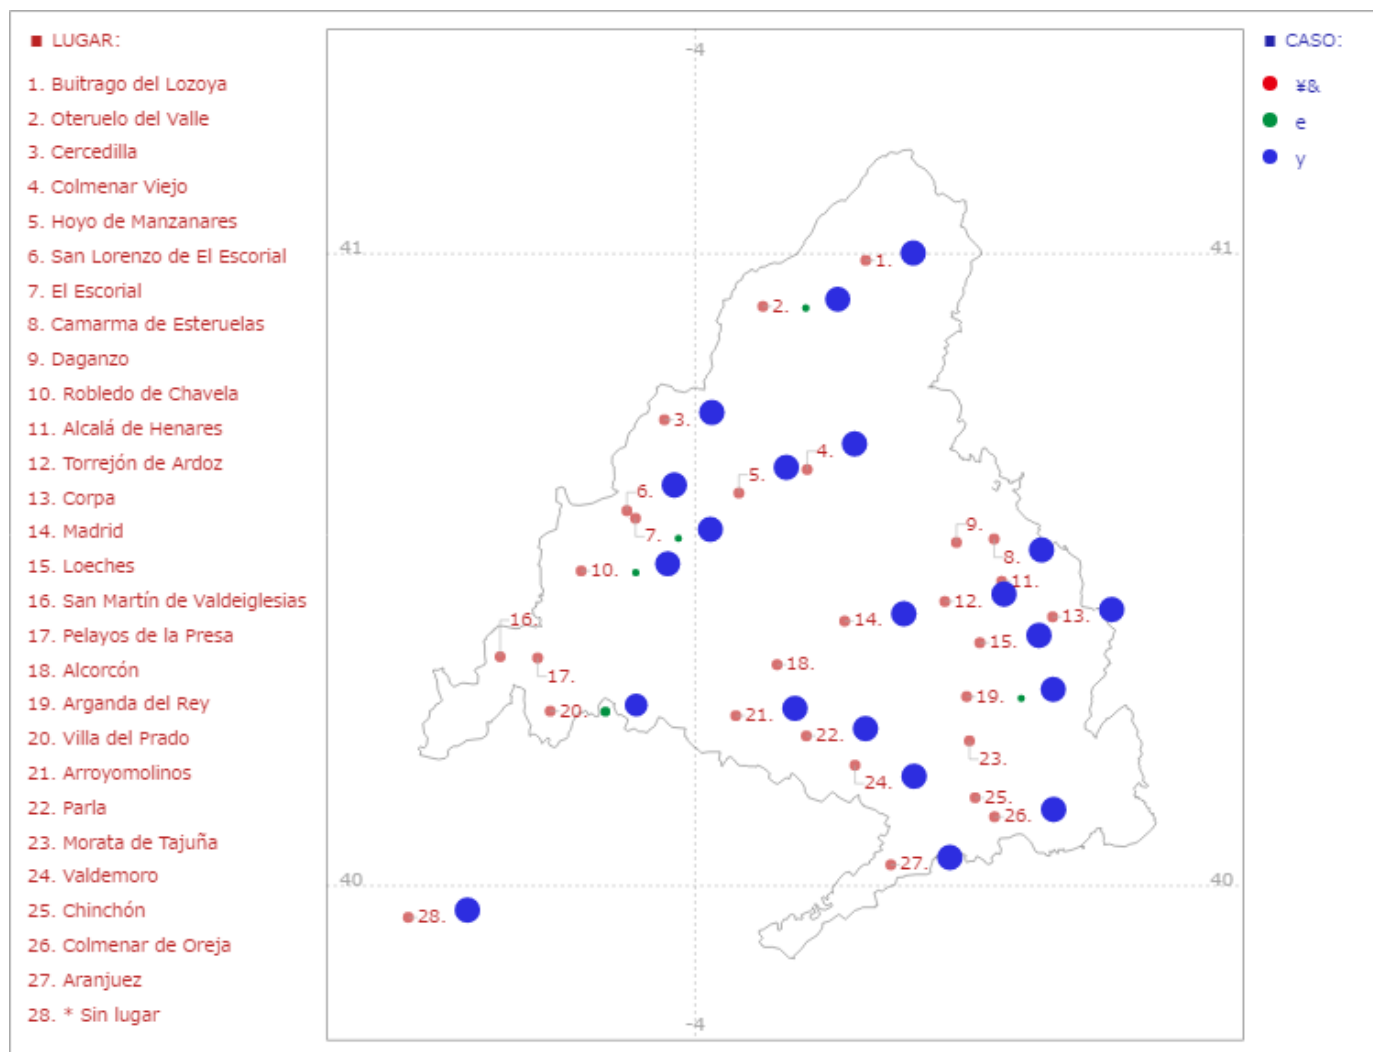 ■ LUGAR:
1. Buitrago del Lozoya
2. Oteruelo del Valle
3. Cercedilla
4. Colmenar Viejo
5. Hoyo de Manzanares
6. San Lorenzo de El Escorial
7. El Escorial
8. Camarma de Esteruelas
9. Daganzo
10. Robledo de Chavela
11. Alcalá de Henares
12. Torrejón de Ardoz
13. Corpa
14. Madrid
15. Loeches
16. San Martín de Valdeiglesias
17. Pelayos de la Presa
18. Alcorcón
19. Arganda del Rey
20. Villa del Prado
21. Arroyomolinos
22. Parla
23. Morata de Tajuña
24. Valdemoro
25. Chinchón
26. Colmenar de Oreja
27. Aranjuez
28. * Sin lugar
-4
41
41
1.
2.
3.
4.
5.
6.
7.
9.
8.
10.
11.
12.
13.
14.
15.
16.
17.
18.
19.
20.
21.
22.
23.
24.
25.
26.
27.
40
40
28.
-4
■ CASO:
¥&
e
y